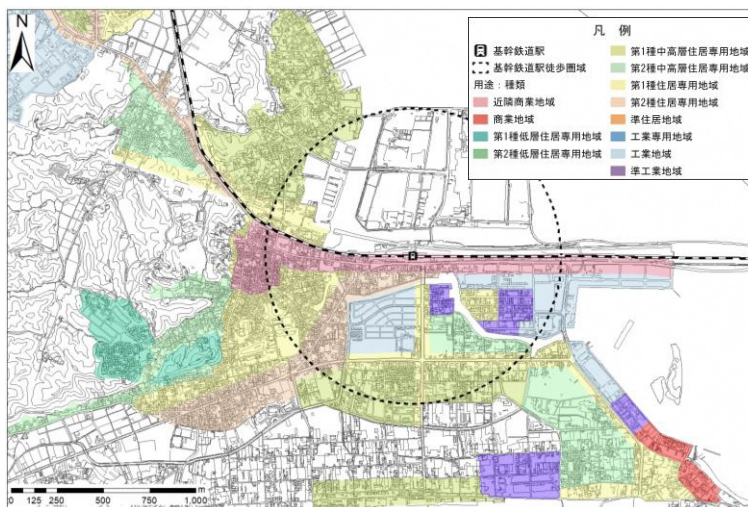 N
凡 例
基幹鉄道駅
基幹鉄道駅徒歩圏域
用途：種類
近隣商業地域
商業地域
第1種低層住居専用地域
第2種低層住居専用地域
第1種中高層住居専用地域
第2種中高層住居専用地域
第1種住居専用地域
第2種住居専用地域
準住居地域
工業専用地域
工業地域
準工業地域
0 125 250 500 750 1,000
m